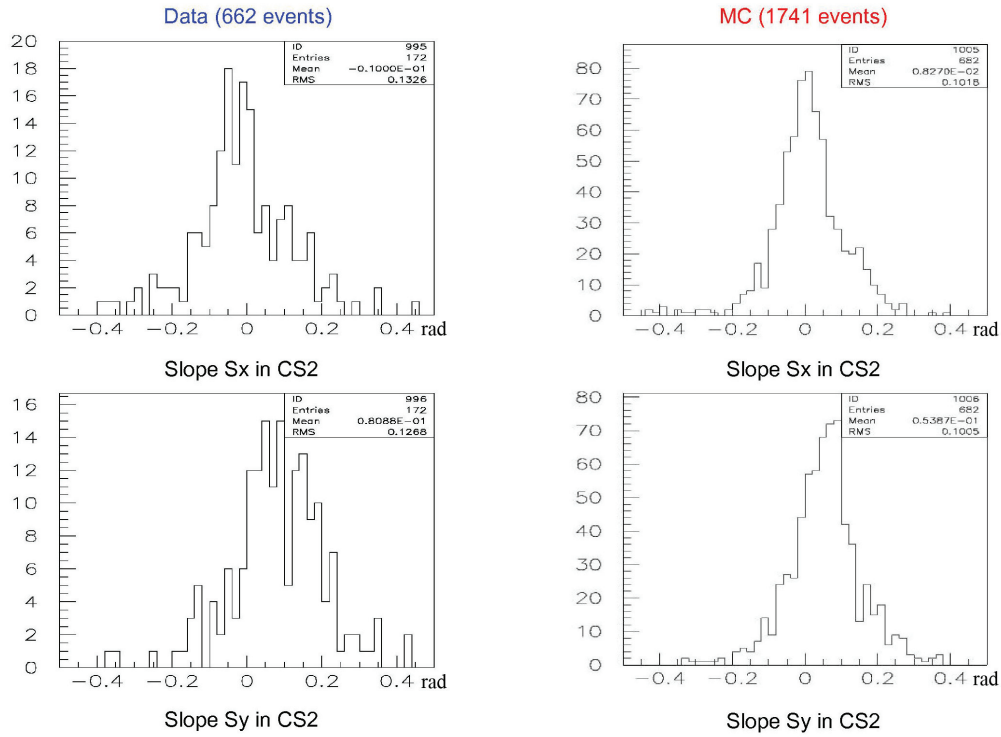 Data (662 events)
MC (1741 events)
ID 995
Entries 172
Mean -0.1000E-01
RMS 0.1326
20
18
16
14
12
10
8
6
4
2
0
-0.4 -0.2 0 0.2 0.4 rad
Slope Sx in CS2
ID 1005
Entries 682
Mean 0.8270E-02
RMS 0.1018
80
70
60
50
40
30
20
10
0
-0.4 -0.2 0 0.2 0.4 rad
Slope Sx in CS2
ID 996
Entries 172
Mean 0.8088E-01
RMS 0.1268
16
14
12
10
8
6
4
2
0
-0.4 -0.2 0 0.2 0.4 rad
Slope Sy in CS2
ID 1006
Entries 682
Mean 0.5387E-01
RMS 0.1005
80
70
60
50
40
30
20
10
0
-0.4 -0.2 0 0.2 0.4 rad
Slope Sy in CS2